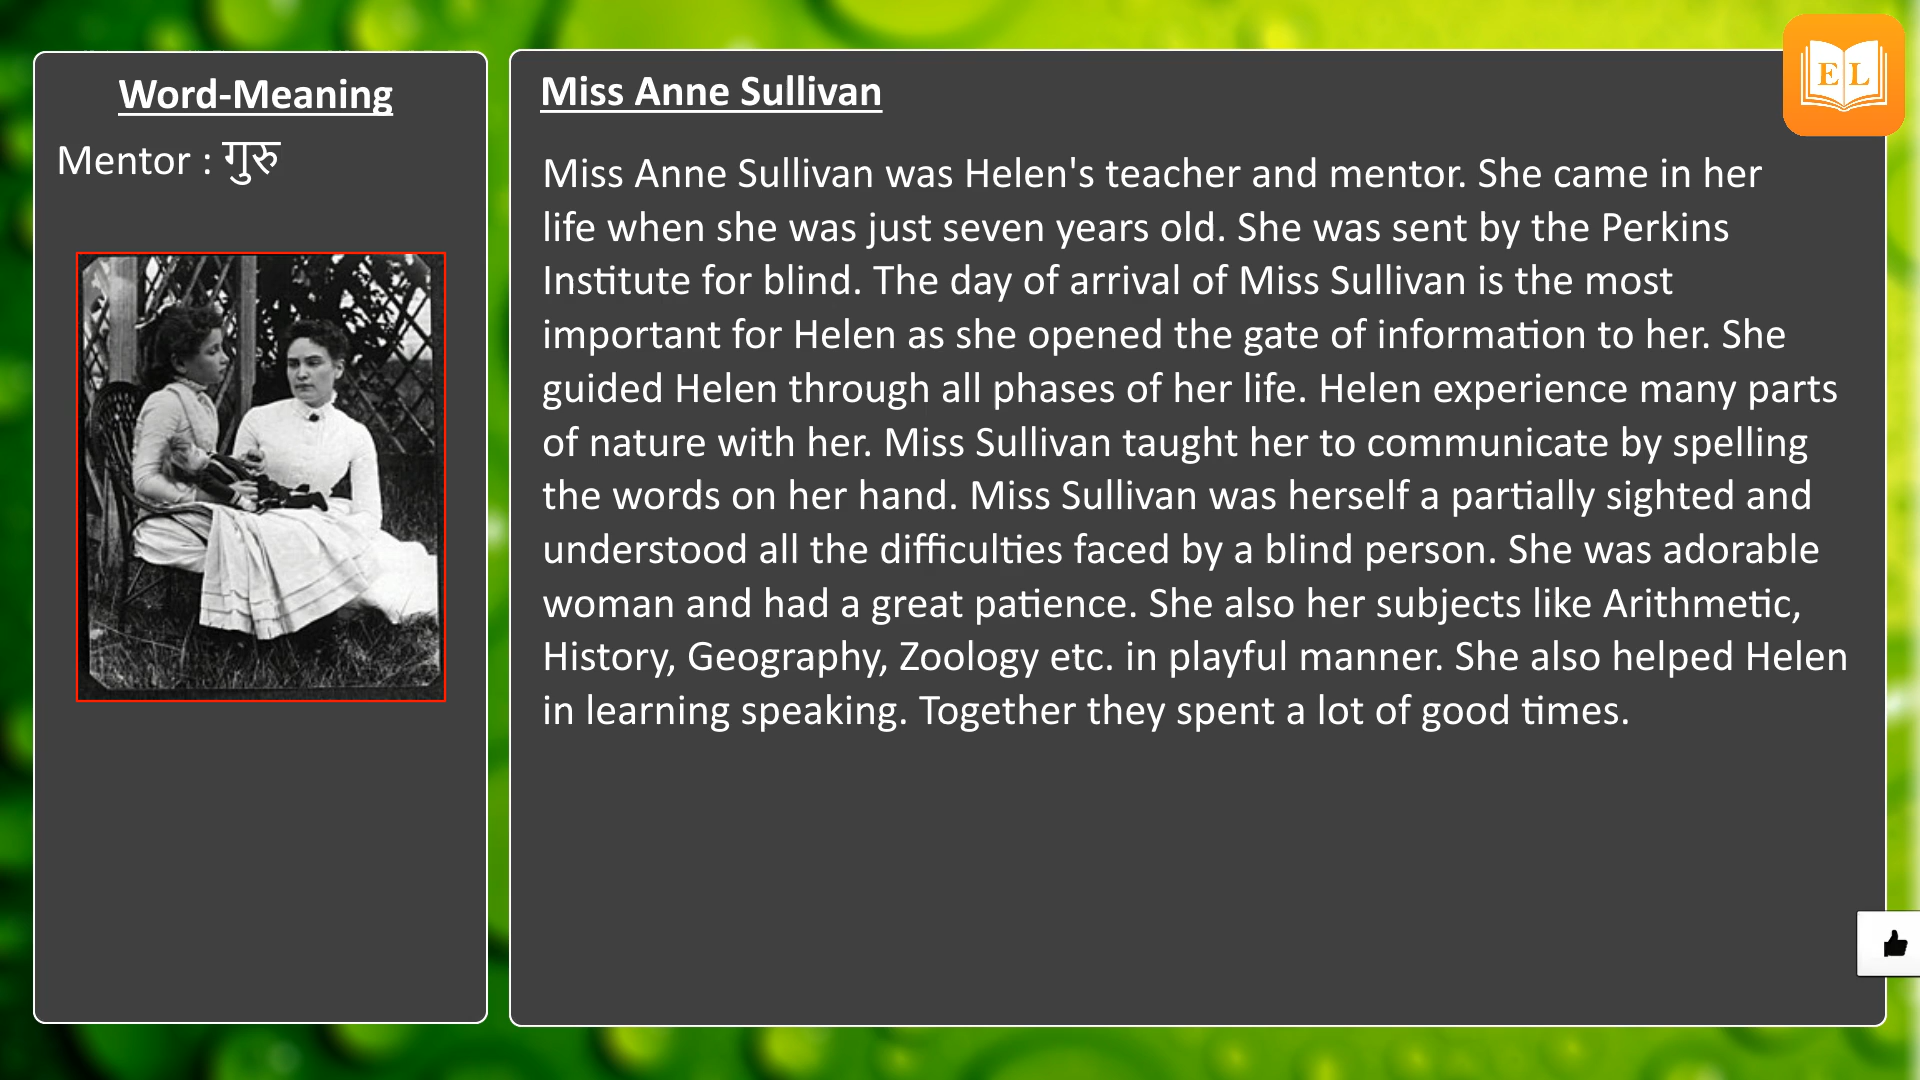 Word-Meaning
Mentor : गुरु
Miss Anne Sullivan
Miss Anne Sullivan was Helen's teacher and mentor. She came in her
life when she was just seven years old. She was sent by the Perkins
Institute for blind. The day of arrival of Miss Sullivan is the most
important for Helen as she opened the gate of information to her. She
guided Helen through all phases of her life. Helen experience many parts
of nature with her. Miss Sullivan taught her to communicate by spelling
the words on her hand. Miss Sullivan was herself a partially sighted and
understood all the difficulties faced by a blind person. She was adorable
woman and had a great patience. She also her subjects like Arithmetic,
History, Geography, Zoology etc. in playful manner. She also helped Helen
in learning speaking. Together they spent a lot of good times.
E L